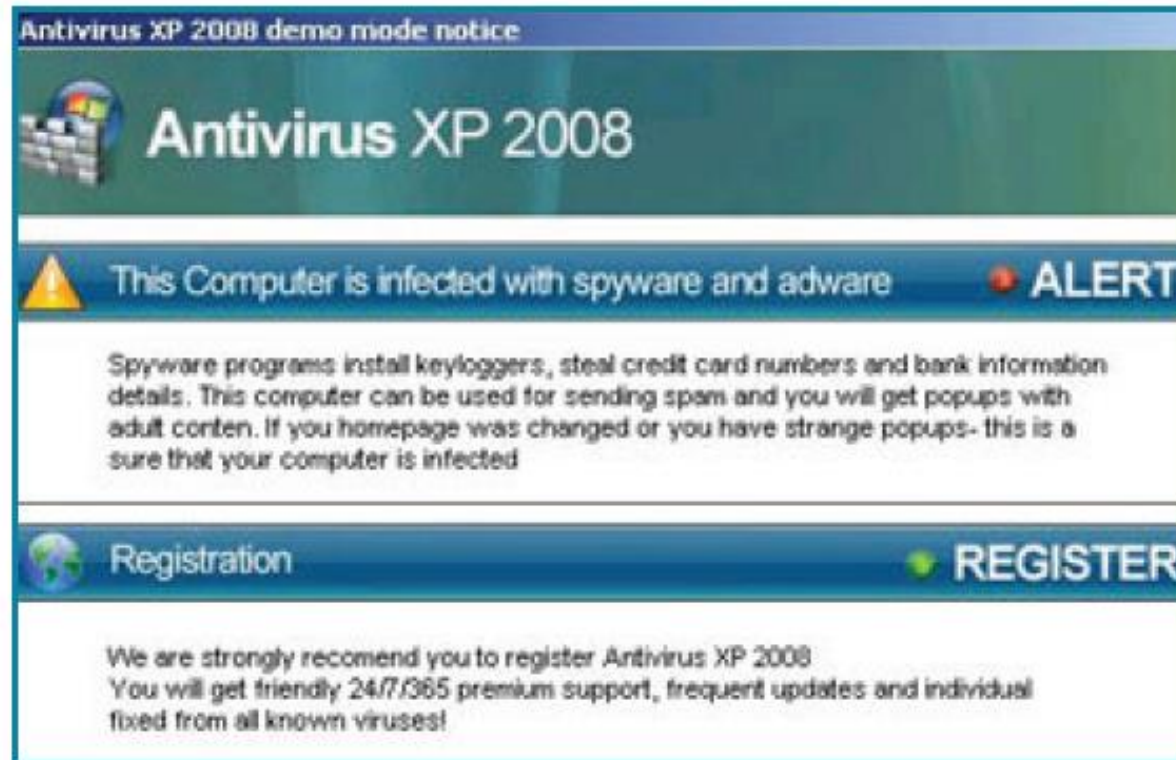 Antivirus XP 2008 demo mode notice
Antivirus XP 2008
This Computer is infected with spyware and adware
ALERT
Spyware programs install keyloggers, steal credit card numbers and bank information
details. This computer can be used for sending spam and you will get popups with
adult conten. If you homepage was changed or you have strange popups- this is a
sure that your computer is infected
Registration
REGISTER
We are strongly recomend you to register Antivirus XP 2008
You will get friendly 24/7/365 premium support, frequent updates and individual
fixed from all known viruses!